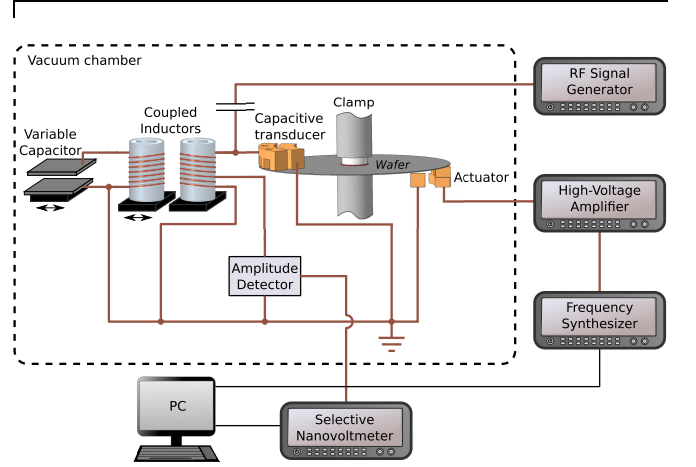 Vacuum chamber
RF Signal
Generator
Clamp
Coupled
Inductors
Capacitive
transducer
Variable
Capacitor
Wafer
Actuator
High-Voltage
Amplifier
Amplitude
Detector
Frequency
Synthesizer
PC
Selective
Nanovoltmeter